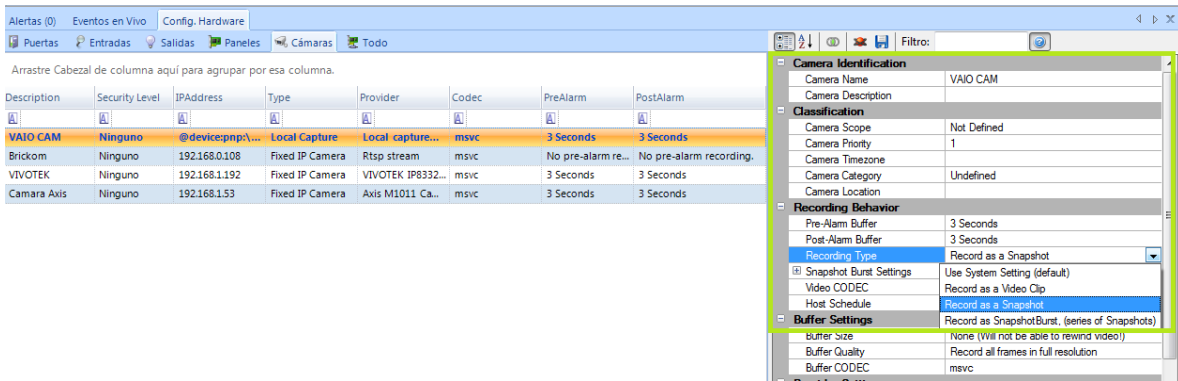 Alertas (0) Eventos en Vivo Config. Hardware
Puertas Entradas Salidas Paneles Cámaras Todo
Filtro:
Arrastre Cabezal de columna aquí para agrupar por esa columna.
Description Security Level IPAddress Type Provider Codec PreAlarm PostAlarm
VAIO CAM Ninguno @device:pnp:\... Local Capture Local capture... msvc 3 Seconds 3 Seconds
Brickom Ninguno 192.168.0.108 Fixed IP Camera Rtsp stream msvc No pre-alarm re... No pre-alarm recording.
VIVOTEK Ninguno 192.168.1.192 Fixed IP Camera VIVOTEK IP8332... msvc 3 Seconds 3 Seconds
Camara Axis Ninguno 192.168.1.53 Fixed IP Camera Axis M1011 Ca... msvc 3 Seconds 3 Seconds
Camera Identification
Camera Name VAIO CAM
Camera Description
Classification
Camera Scope Not Defined
Camera Priority 1
Camera Timezone
Camera Category Undefined
Camera Location
Recording Behavior
Pre-Alarm Buffer 3 Seconds
Post-Alarm Buffer 3 Seconds
Recording Type Record as a Snapshot
Snapshot Burst Settings Use System Setting (default)
Video CODEC Record as a Video Clip
Host Schedule Record as a Snapshot
Buffer Settings Record as SnapshotBurst, (series of Snapshots)
Buffer Size None (Will not be able to rewind video!)
Buffer Quality Record all frames in full resolution
Buffer CODEC msvc